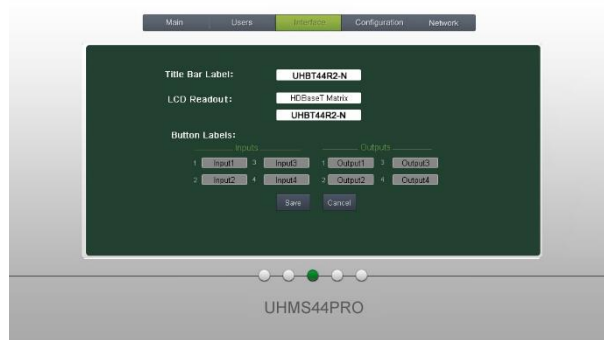 Main Users Interface Configuration Network
Title Bar Label: UHBT44R2-N
LCD Readout: HDBaseT Matrix
UHBT44R2-N
Button Labels:
Inputs Outputs
1 Input1 3 Input3 1 Output1 3 Output3
2 Input2 4 Input4 2 Output2 4 Output4
Save Cancel
UHMS44PRO